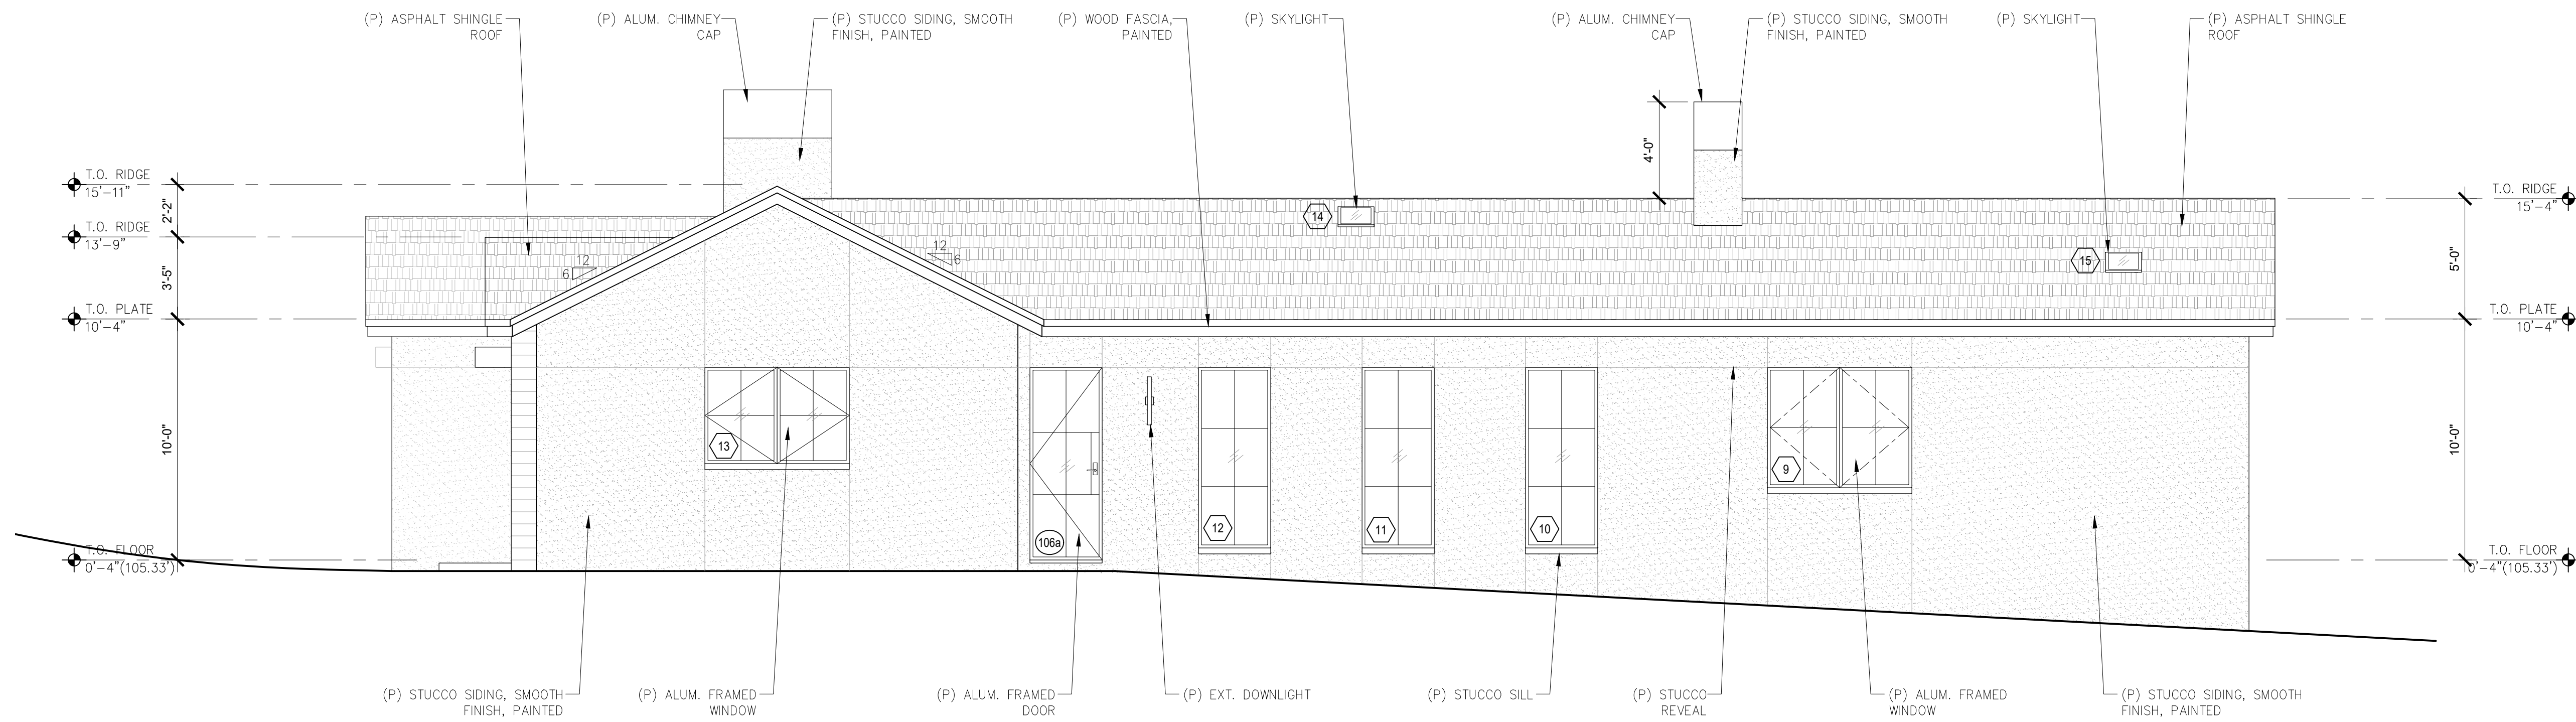 (P) ASPHALT SHINGLE
ROOF
(P) ALUM. CHIMNEY
CAP
(P) STUCCO SIDING, SMOOTH
FINISH, PAINTED
(P) WOOD FASCIA,
PAINTED
(P) SKYLIGHT
(P) ALUM. CHIMNEY
CAP
(P) STUCCO SIDING, SMOOTH
FINISH, PAINTED
(P) SKYLIGHT
(P) ASPHALT SHINGLE
ROOF
4'-0"
T.O. RIDGE
15'-11"
2'-2"
T.O. RIDGE
13'-9"
3'-5"
T.O. PLATE
10'-4"
10'-0"
T.O. FLOOR
0'-4"(105.33')
12
6
12
6
14
15
T.O. RIDGE
15'-4"
5'-0"
T.O. PLATE
10'-4"
10'-0"
T.O. FLOOR
0'-4"(105.33')
13
106a
12
11
10
9
(P) STUCCO SIDING, SMOOTH
FINISH, PAINTED
(P) ALUM. FRAMED
WINDOW
(P) ALUM. FRAMED
DOOR
(P) EXT. DOWNLIGHT
(P) STUCCO SILL
(P) STUCCO
REVEAL
(P) ALUM. FRAMED
WINDOW
(P) STUCCO SIDING, SMOOTH
FINISH, PAINTED